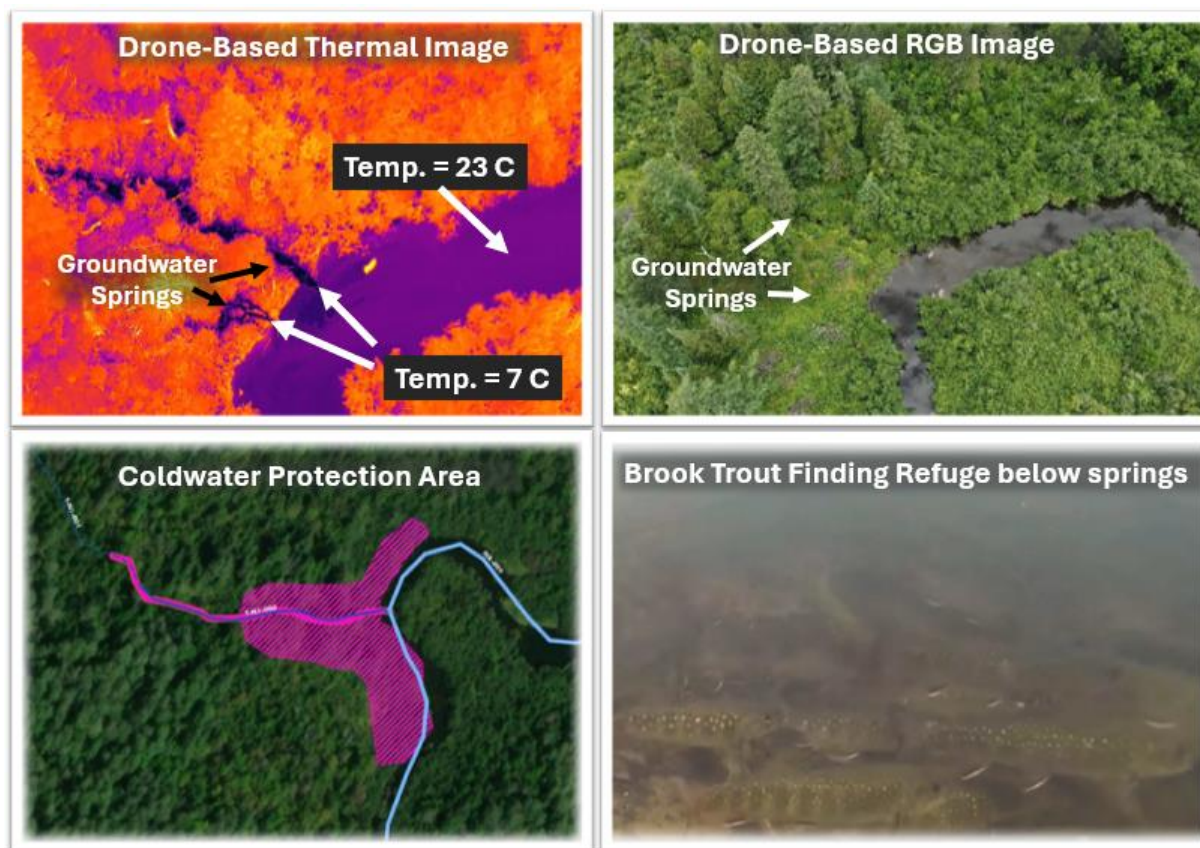 Drone-Based Thermal Image
Temp. = 23 C
Groundwater
Springs
Temp. = 7 C
Drone-Based RGB Image
Groundwater
Springs
Coldwater Protection Area
Brook Trout Finding Refuge below springs